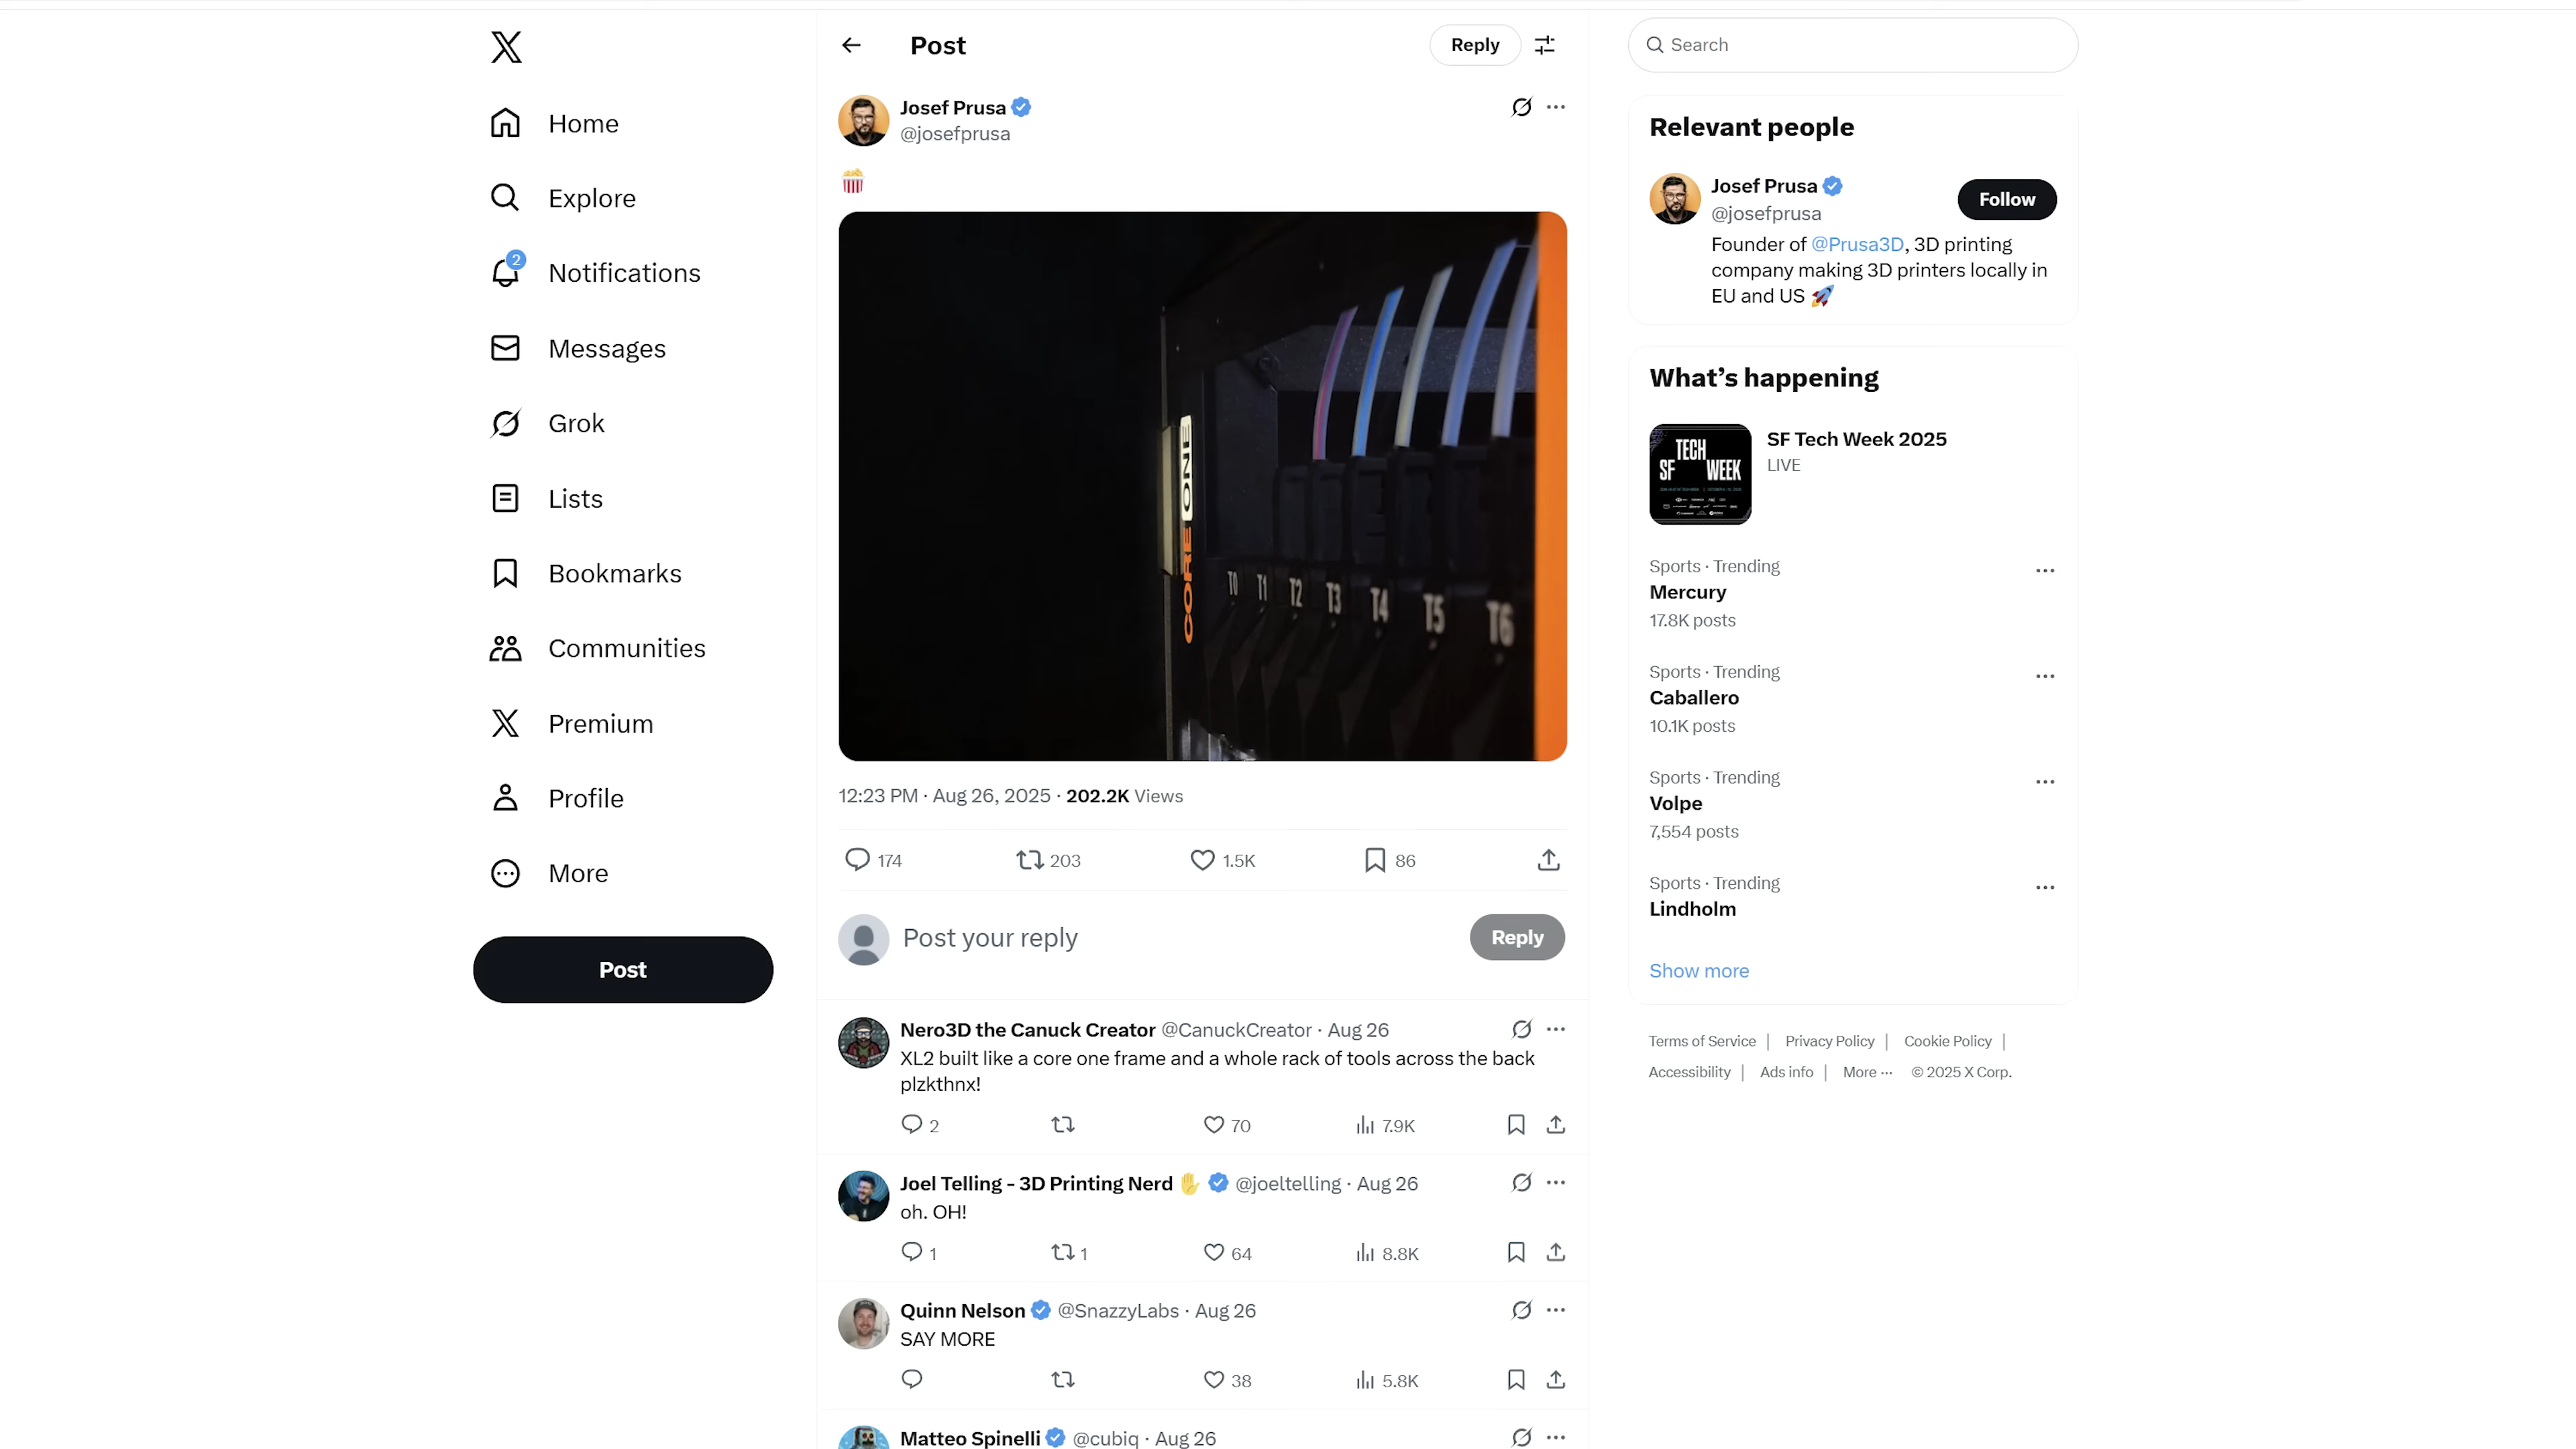 Home
Explore
2
Notifications
Messages
Grok
Lists
Bookmarks
Communities
Premium
Profile
More
Post
Post
Reply
Josef Prusa
@josefprusa
CORE ONE
T0 T1 T2 T3 T4 T5 T6
12:23 PM · Aug 26, 2025 · 202.2K Views
174 203 1.5K 86
Post your reply
Reply
Nero3D the Canuck Creator @CanuckCreator · Aug 26
XL2 built like a core one frame and a whole rack of tools across the back
plzkthnx!
2 70 7.9K
Joel Telling - 3D Printing Nerd @joeltelling · Aug 26
oh. OH!
1 1 64 8.8K
Quinn Nelson @SnazzyLabs · Aug 26
SAY MORE
38 5.8K
Matteo Spinelli @cubiq · Aug 26
Search
Relevant people
Josef Prusa
@josefprusa
Follow
Founder of @Prusa3D, 3D printing
company making 3D printers locally in
EU and US
What's happening
SF TECH WEEK
SF Tech Week 2025
LIVE
Sports · Trending
Mercury
17.8K posts
Sports · Trending
Caballero
10.1K posts
Sports · Trending
Volpe
7,554 posts
Sports · Trending
Lindholm
Show more
Terms of Service | Privacy Policy | Cookie Policy |
Accessibility | Ads info | More ··· © 2025 X Corp.